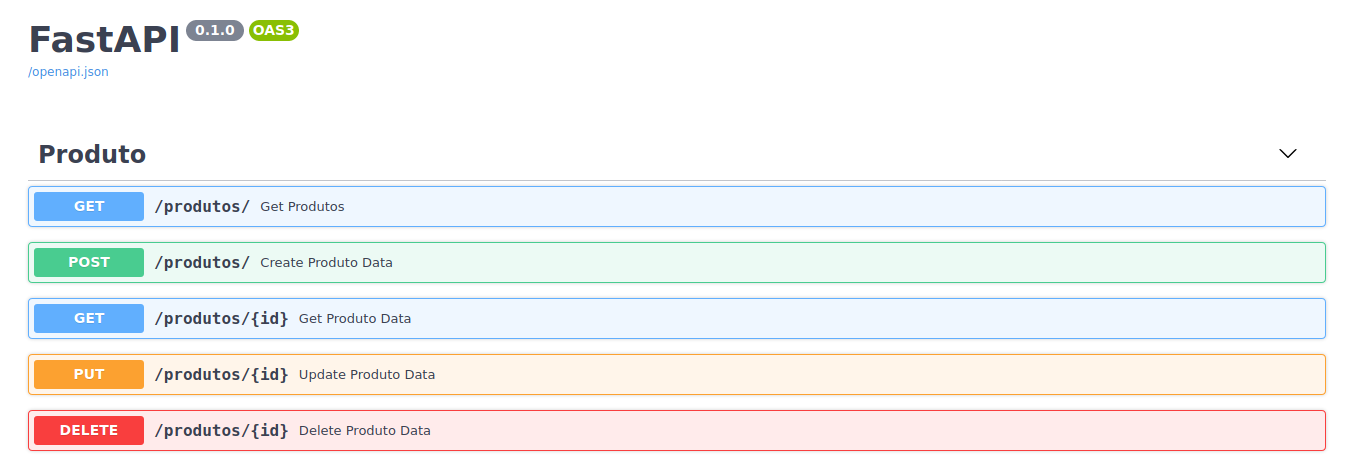 FastAPI 0.1.0 OAS3
/openapi.json
Produto
GET /produtos/ Get Produtos
POST /produtos/ Create Produto Data
GET /produtos/{id} Get Produto Data
PUT /produtos/{id} Update Produto Data
DELETE /produtos/{id} Delete Produto Data